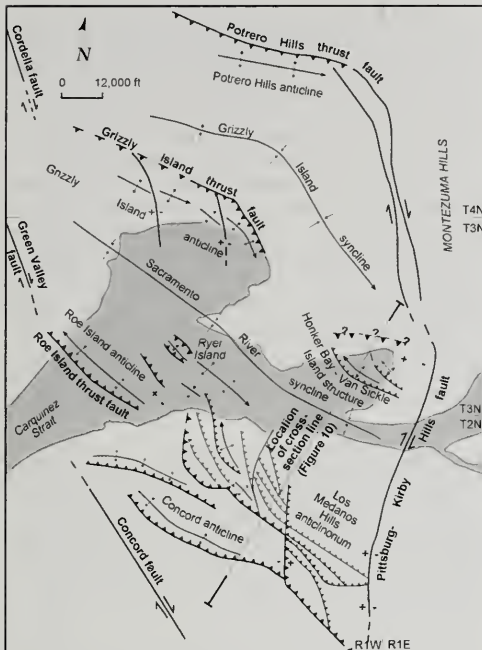 Cordella fault
N
0 12,000 ft
Potrero Hills thrust fault
Potrero Hills anticline
Grizzly Island syncline
Grizzly Island thrust fault
Grizzly Island anticline
MONTEZUMA HILLS
T4N
T3N
Green Valley fault
Sacramento River syncline
Roe Island anticline
Roe Island thrust fault
Ryer Island
? ? ?
Honker Bay - Van Sickle
Island structure
Carquinez
Strait
T3N
T2N
Location
of cross-
section line
(Figure 10)
Los
Medanos
Hills
anticlinorium
Pittsburg-Kirby Hills fault
Concord anticline
Concord fault
R1W R1E